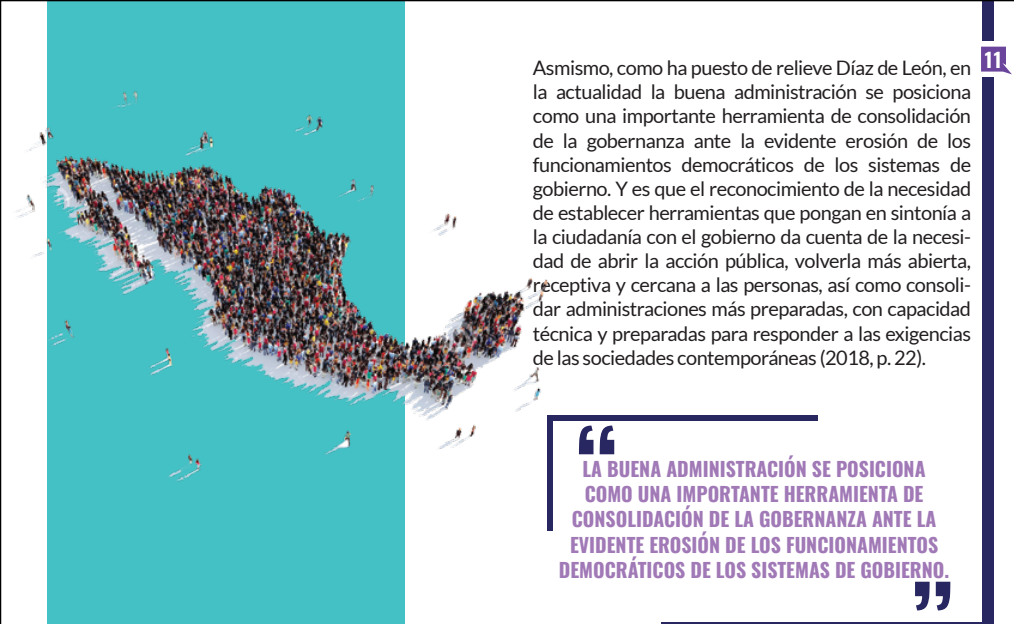 11
Asmismo, como ha puesto de relieve Díaz de León, en
la actualidad la buena administración se posiciona
como una importante herramienta de consolidación
de la gobernanza ante la evidente erosión de los
funcionamientos democráticos de los sistemas de
gobierno. Y es que el reconocimiento de la necesidad
de establecer herramientas que pongan en sintonía a
la ciudadanía con el gobierno da cuenta de la necesi-
dad de abrir la acción pública, volverla más abierta,
receptiva y cercana a las personas, así como consoli-
dar administraciones más preparadas, con capacidad
técnica y preparadas para responder a las exigencias
de las sociedades contemporáneas (2018, p. 22).
“
LA BUENA ADMINISTRACIÓN SE POSICIONA
COMO UNA IMPORTANTE HERRAMIENTA DE
CONSOLIDACIÓN DE LA GOBERNANZA ANTE LA
EVIDENTE EROSIÓN DE LOS FUNCIONAMIENTOS
DEMOCRÁTICOS DE LOS SISTEMAS DE GOBIERNO.
”